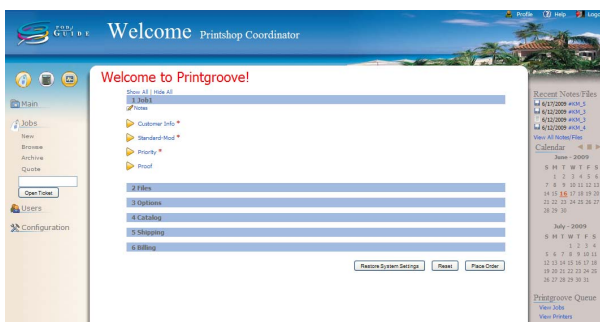 Profile Help Logo
PRINT GUIDE
Welcome Printshop Coordinator
Welcome to Printgroove!
Show All | Hide All
1 Job1
Notes
Customer Info *
Standard-Mod *
Priority *
Proof
2 Files
3 Options
4 Catalog
5 Shipping
6 Billing
Restore System Settings Reset Place Order
Main
Jobs
New
Browse
Archive
Quote
Open Ticket
Users
Configuration
Recent Notes/Files
6/17/2009 #KM_5
6/12/2009 #KM_3
6/12/2009 #KM_3
6/12/2009 #KM_4
View All Notes/Files
Calendar
June - 2009
S M T W T F S
1 2 3 4 5 6
7 8 9 10 11 12 13
14 15 16 17 18 19 20
21 22 23 24 25 26 27
28 29 30
July - 2009
S M T W T F S
1 2 3 4
5 6 7 8 9 10 11
12 13 14 15 16 17 18
19 20 21 22 23 24 25
26 27 28 29 30 31
Printgroove Queue
View Jobs
View Printers